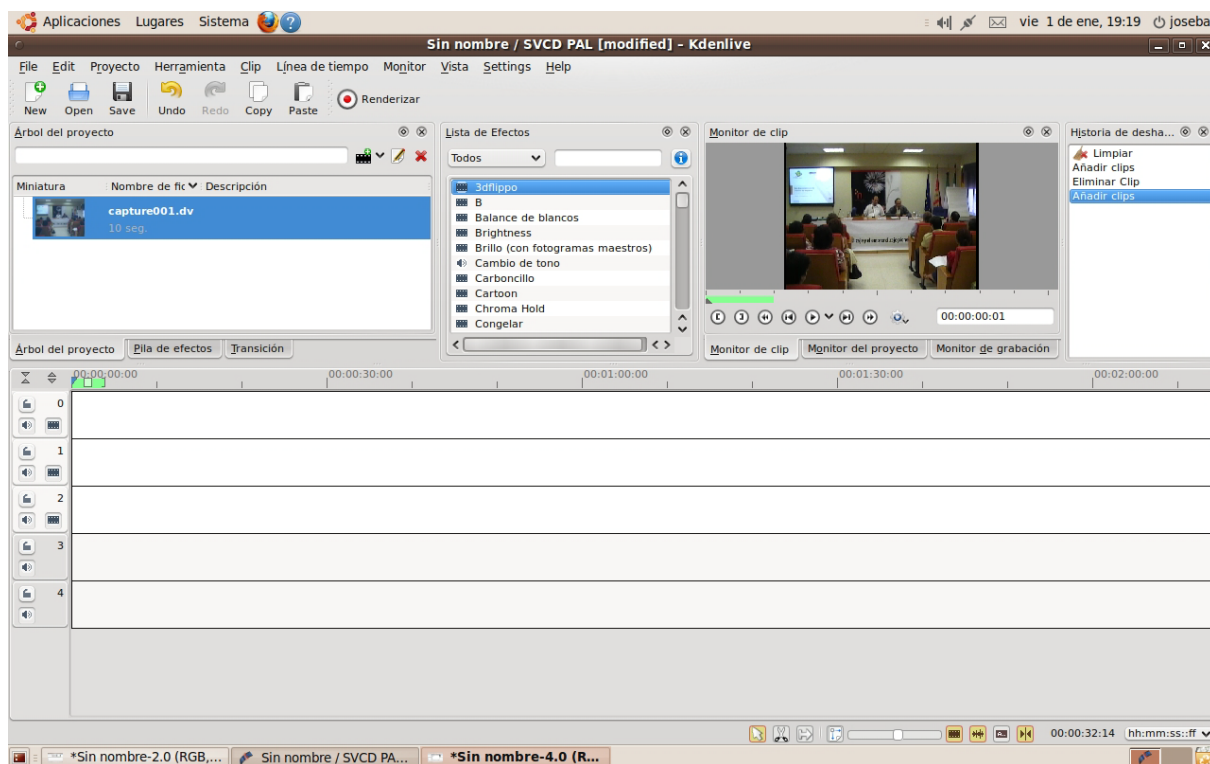 Aplicaciones Lugares Sistema vie 1 de ene, 19:19 joseba
Sin nombre / SVCD PAL [modified] – Kdenlive
File Edit Proyecto Herramienta Clip Línea de tiempo Monitor Vista Settings Help
New Open Save Undo Redo Copy Paste Renderizar
Árbol del proyecto
Miniatura Nombre de fic Descripción
capture001.dv
10 seg.
Árbol del proyecto Pila de efectos Transición
Lista de Efectos
Todos
3dflippo
B
Balance de blancos
Brightness
Brillo (con fotogramas maestros)
Cambio de tono
Carboncillo
Cartoon
Chroma Hold
Congelar
Monitor de clip
00:00:00:01
Monitor de clip Monitor del proyecto Monitor de grabación
Historia de desha...
Limpiar
Añadir clips
Eliminar Clip
Añadir clips
00:00:00:00 00:00:30:00 00:01:00:00 00:01:30:00 00:02:00:00
0
1
2
3
4
00:00:32:14 hh:mm:ss::ff
*Sin nombre-2.0 (RGB,... Sin nombre / SVCD PA... *Sin nombre-4.0 (R...